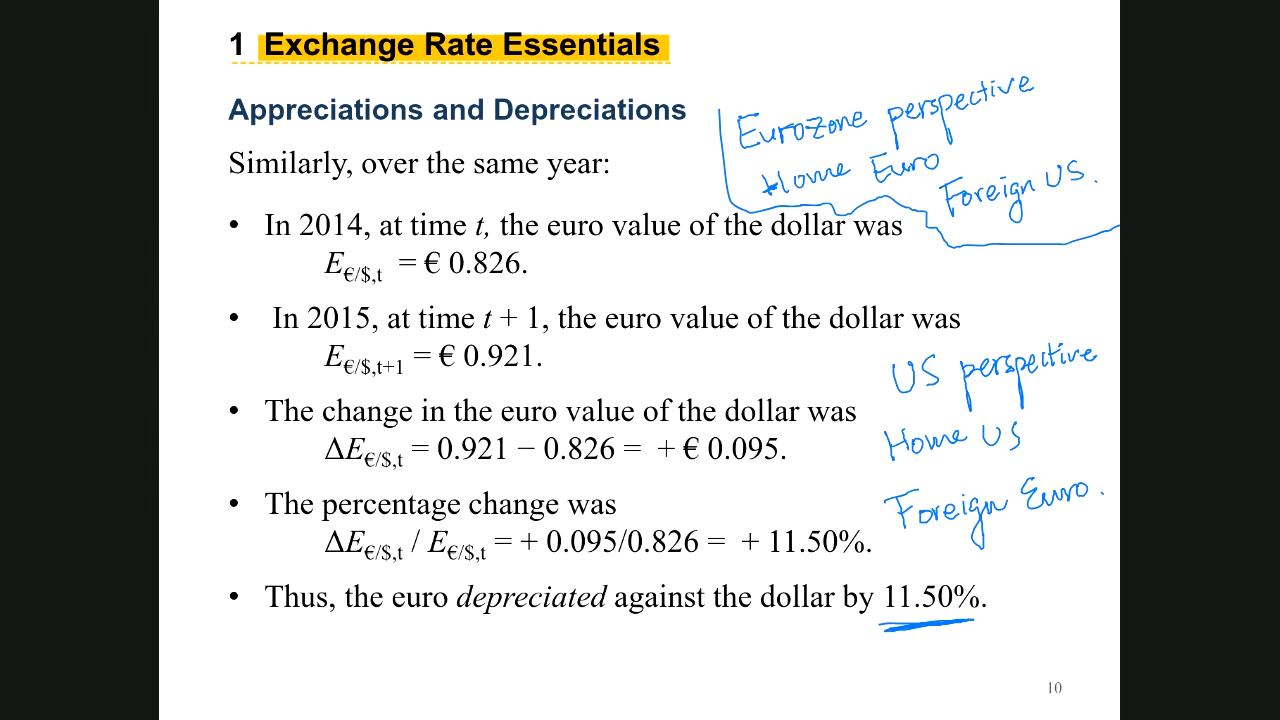 1 Exchange Rate Essentials
Appreciations and Depreciations
Eurozone perspective
Home Euro
Foreign US.
Similarly, over the same year:
• In 2014, at time t, the euro value of the dollar was
E€/$,t = € 0.826.
• In 2015, at time t + 1, the euro value of the dollar was
E€/$,t+1 = € 0.921.
• The change in the euro value of the dollar was
ΔE€/$,t = 0.921 − 0.826 = + € 0.095.
• The percentage change was
ΔE€/$,t / E€/$,t = + 0.095/0.826 = + 11.50%.
• Thus, the euro depreciated against the dollar by 11.50%.
US perspective
Home US
Foreign Euro.
10